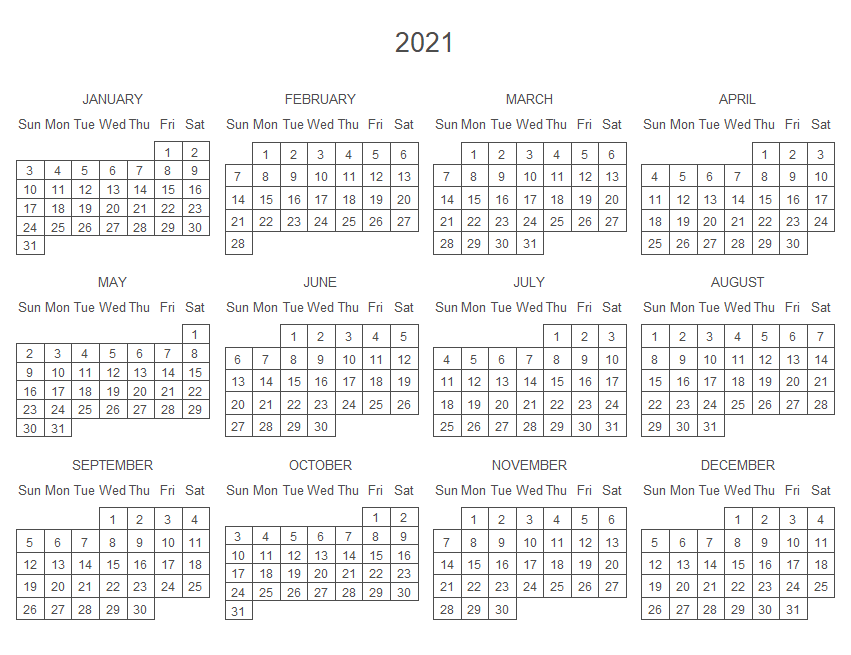 2021
JANUARY
Sun Mon Tue Wed Thu Fri Sat
1 2
3 4 5 6 7 8 9
10 11 12 13 14 15 16
17 18 19 20 21 22 23
24 25 26 27 28 29 30
31
FEBRUARY
Sun Mon Tue Wed Thu Fri Sat
1 2 3 4 5 6
7 8 9 10 11 12 13
14 15 16 17 18 19 20
21 22 23 24 25 26 27
28
MARCH
Sun Mon Tue Wed Thu Fri Sat
1 2 3 4 5 6
7 8 9 10 11 12 13
14 15 16 17 18 19 20
21 22 23 24 25 26 27
28 29 30 31
APRIL
Sun Mon Tue Wed Thu Fri Sat
1 2 3
4 5 6 7 8 9 10
11 12 13 14 15 16 17
18 19 20 21 22 23 24
25 26 27 28 29 30
MAY
Sun Mon Tue Wed Thu Fri Sat
1
2 3 4 5 6 7 8
9 10 11 12 13 14 15
16 17 18 19 20 21 22
23 24 25 26 27 28 29
30 31
JUNE
Sun Mon Tue Wed Thu Fri Sat
1 2 3 4 5
6 7 8 9 10 11 12
13 14 15 16 17 18 19
20 21 22 23 24 25 26
27 28 29 30
JULY
Sun Mon Tue Wed Thu Fri Sat
1 2 3
4 5 6 7 8 9 10
11 12 13 14 15 16 17
18 19 20 21 22 23 24
25 26 27 28 29 30 31
AUGUST
Sun Mon Tue Wed Thu Fri Sat
1 2 3 4 5 6 7
8 9 10 11 12 13 14
15 16 17 18 19 20 21
22 23 24 25 26 27 28
29 30 31
SEPTEMBER
Sun Mon Tue Wed Thu Fri Sat
1 2 3 4
5 6 7 8 9 10 11
12 13 14 15 16 17 18
19 20 21 22 23 24 25
26 27 28 29 30
OCTOBER
Sun Mon Tue Wed Thu Fri Sat
1 2
3 4 5 6 7 8 9
10 11 12 13 14 15 16
17 18 19 20 21 22 23
24 25 26 27 28 29 30
31
NOVEMBER
Sun Mon Tue Wed Thu Fri Sat
1 2 3 4 5 6
7 8 9 10 11 12 13
14 15 16 17 18 19 20
21 22 23 24 25 26 27
28 29 30
DECEMBER
Sun Mon Tue Wed Thu Fri Sat
1 2 3 4
5 6 7 8 9 10 11
12 13 14 15 16 17 18
19 20 21 22 23 24 25
26 27 28 29 30 31